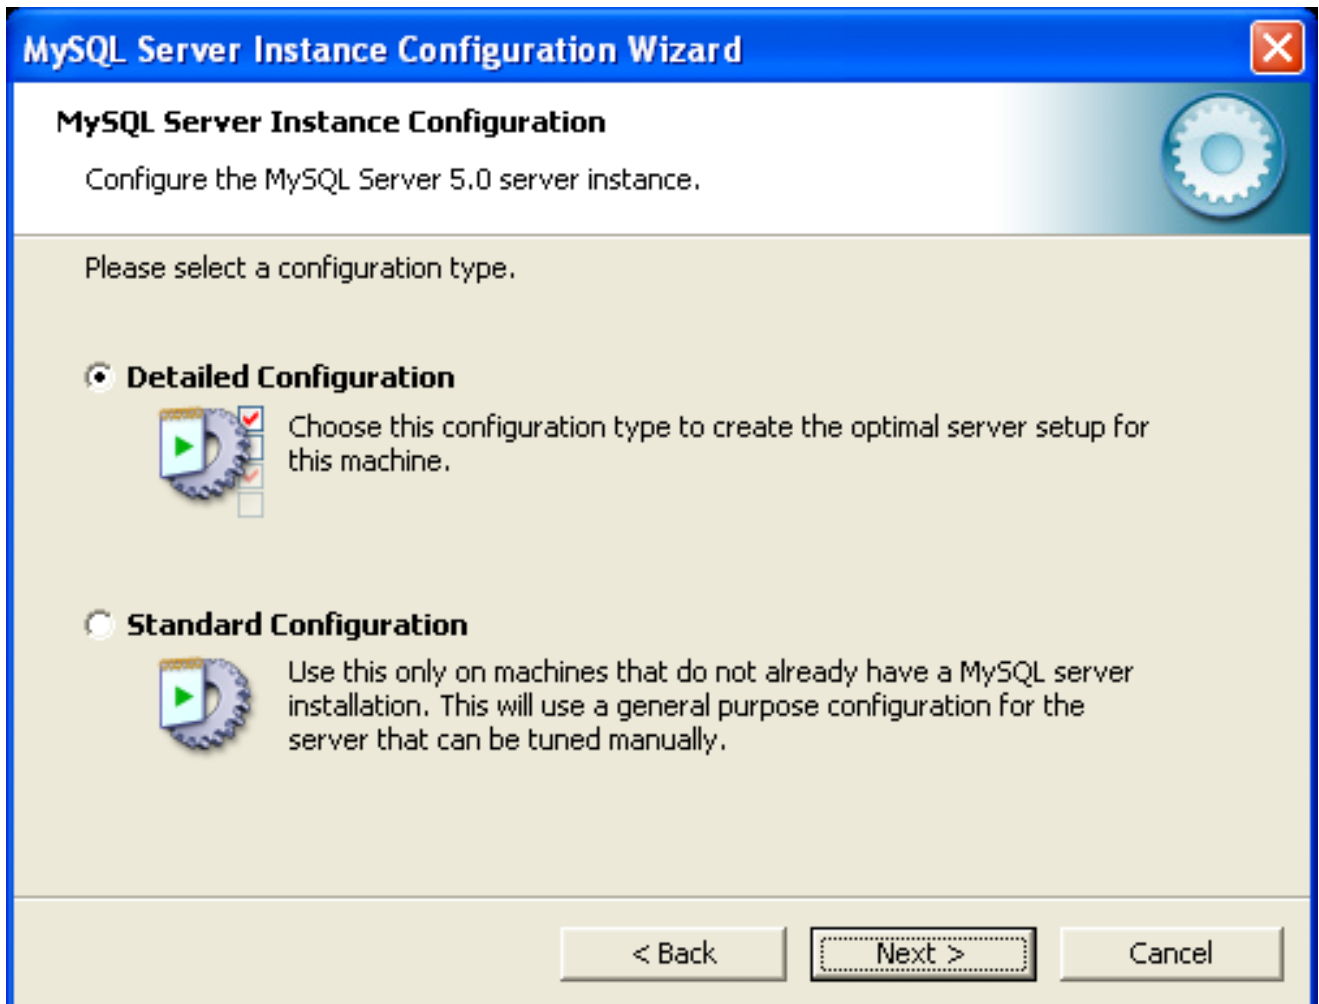 MySQL Server Instance Configuration Wizard
MySQL Server Instance Configuration
Configure the MySQL Server 5.0 server instance.
Please select a configuration type.
Detailed Configuration
Choose this configuration type to create the optimal server setup for
this machine.
Standard Configuration
Use this only on machines that do not already have a MySQL server
installation. This will use a general purpose configuration for the
server that can be tuned manually.
< Back Next > Cancel